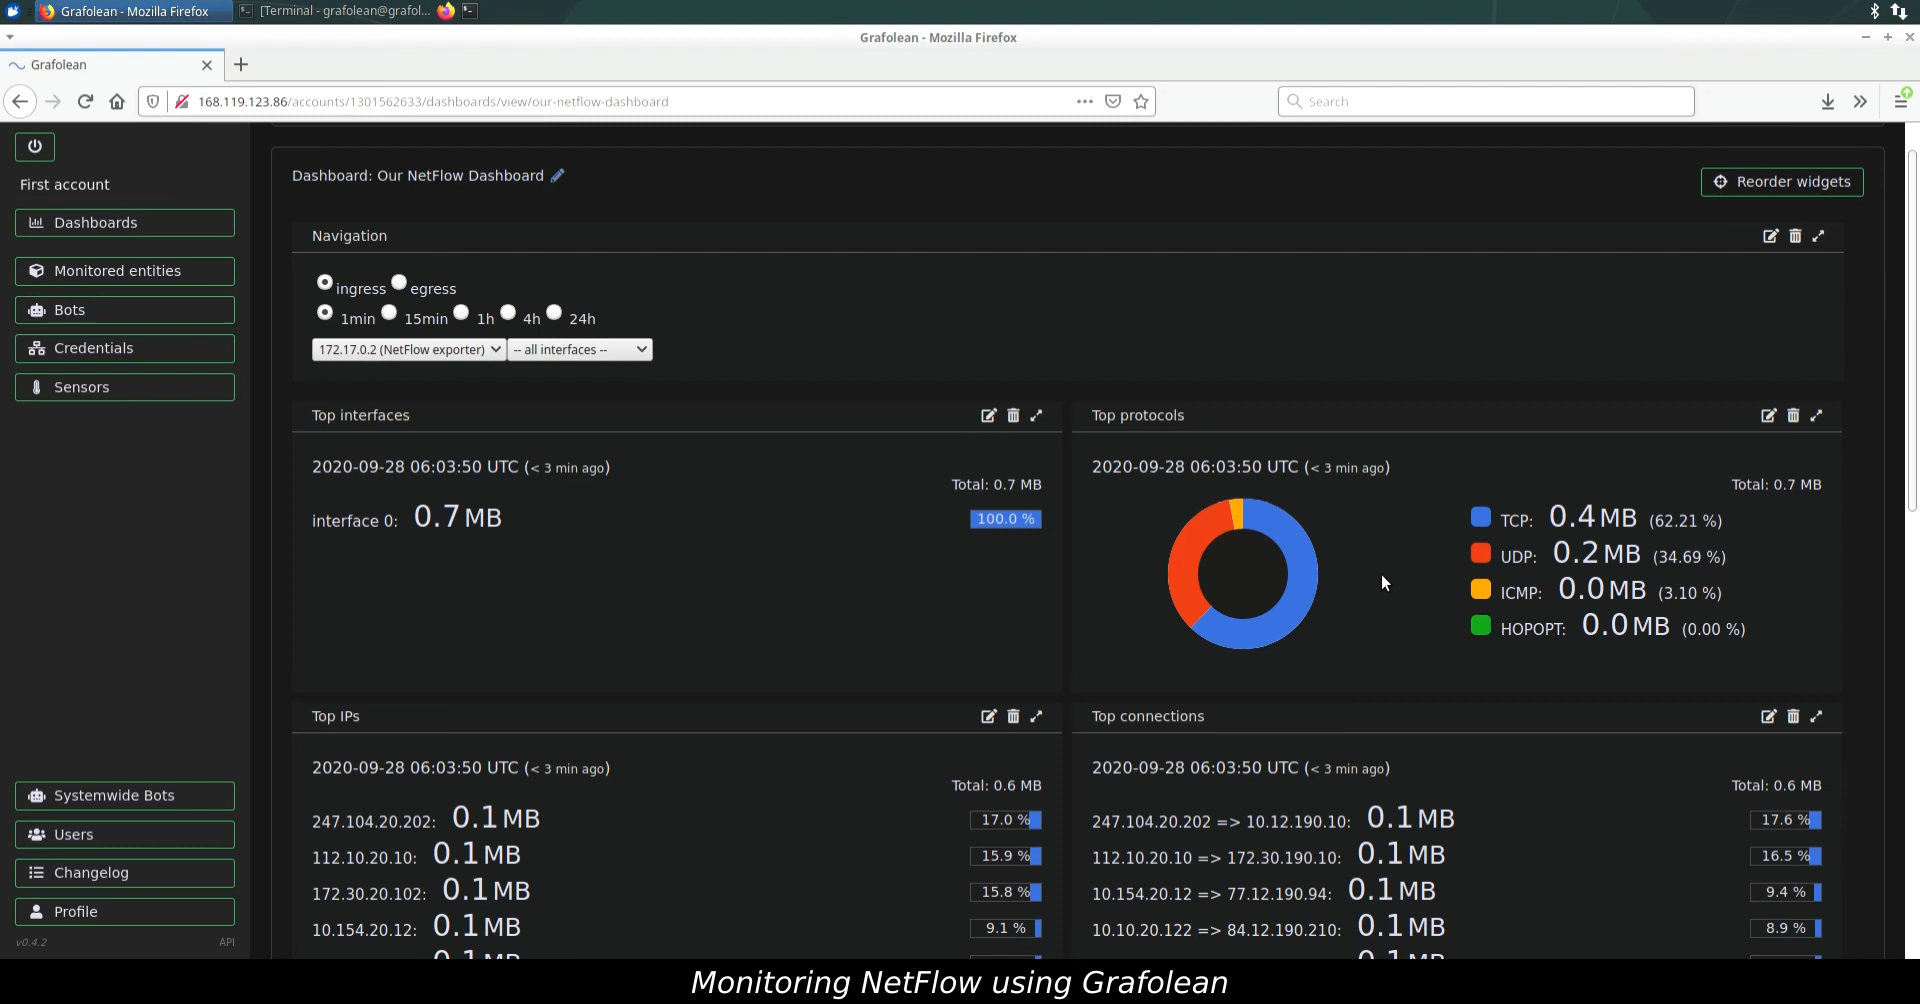 Grafolean - Mozilla Firefox
[Terminal - grafolean@grafol...
Grafolean - Mozilla Firefox
Grafolean
168.119.123.86/accounts/1301562633/dashboards/view/our-netflow-dashboard
Search
First account
Dashboards
Monitored entities
Bots
Credentials
Sensors
Systemwide Bots
Users
Changelog
Profile
v0.4.2 API
Dashboard: Our NetFlow Dashboard
Reorder widgets
Navigation
ingress egress
1min 15min 1h 4h 24h
172.17.0.2 (NetFlow exporter) -- all interfaces --
Top interfaces
2020-09-28 06:03:50 UTC (< 3 min ago)
Total: 0.7 MB
interface 0: 0.7 MB 100.0 %
Top protocols
2020-09-28 06:03:50 UTC (< 3 min ago)
Total: 0.7 MB
TCP: 0.4 MB (62.21 %)
UDP: 0.2 MB (34.69 %)
ICMP: 0.0 MB (3.10 %)
HOPOPT: 0.0 MB (0.00 %)
Top IPs
2020-09-28 06:03:50 UTC (< 3 min ago)
Total: 0.6 MB
247.104.20.202: 0.1 MB 17.0 %
112.10.20.10: 0.1 MB 15.9 %
172.30.20.102: 0.1 MB 15.8 %
10.154.20.12: 0.1 MB 9.1 %
Top connections
2020-09-28 06:03:50 UTC (< 3 min ago)
Total: 0.6 MB
247.104.20.202 => 10.12.190.10: 0.1 MB 17.6 %
112.10.20.10 => 172.30.190.10: 0.1 MB 16.5 %
10.154.20.12 => 77.12.190.94: 0.1 MB 9.4 %
10.10.20.122 => 84.12.190.210: 0.1 MB 8.9 %
Monitoring NetFlow using Grafolean